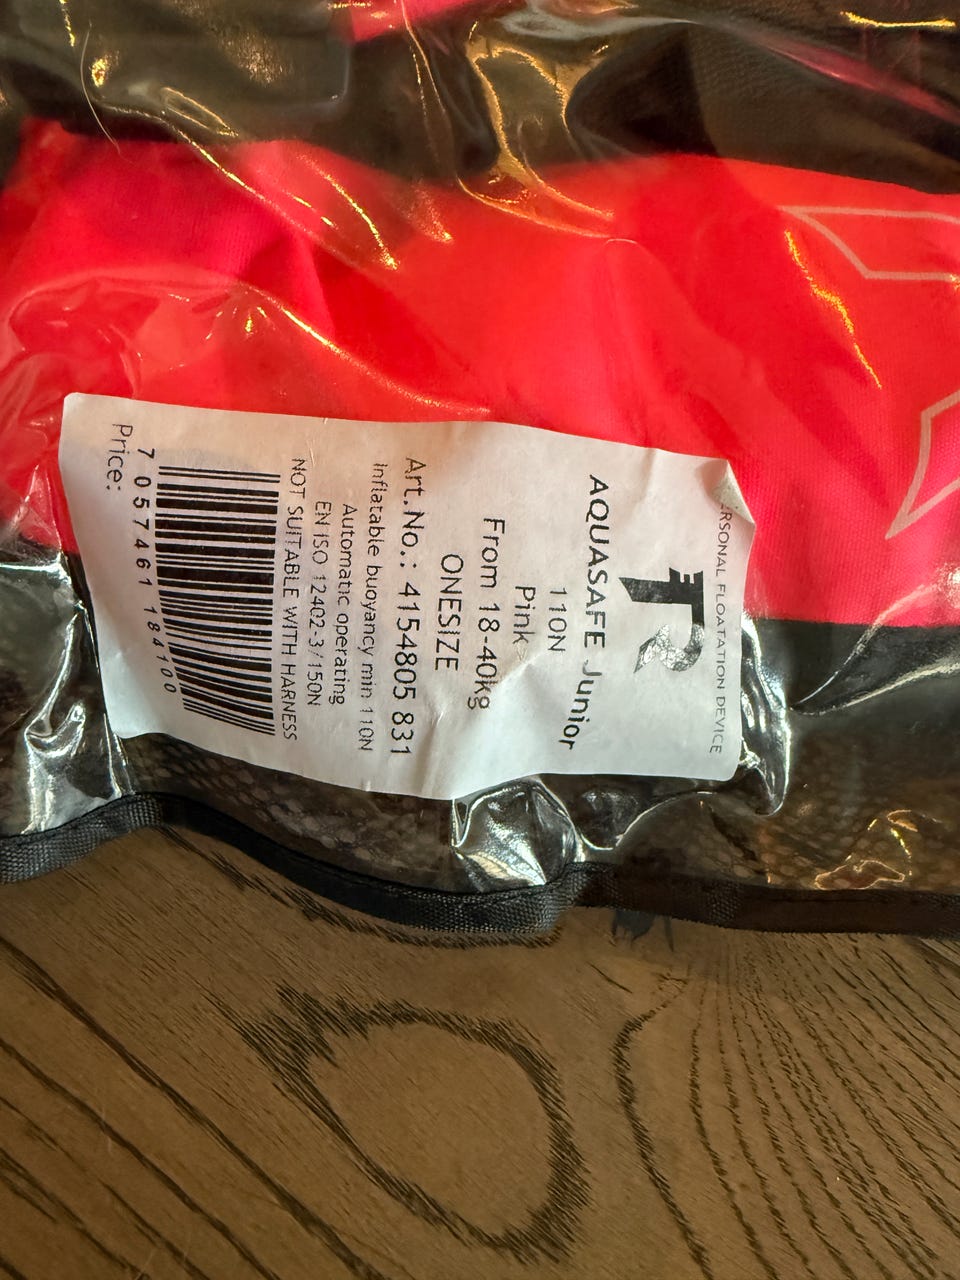 FLOATATION DEVICE
AQUASAFE Junior
110N
Pink
From 18-40kg
ONESIZE
Art.No.: 4154805 831
Inflatable buoyancy min 110N
Automatic operating
EN ISO 12402-3/150N
NOT SUITABLE WITH HARNESS
7 057461 184100
Price: